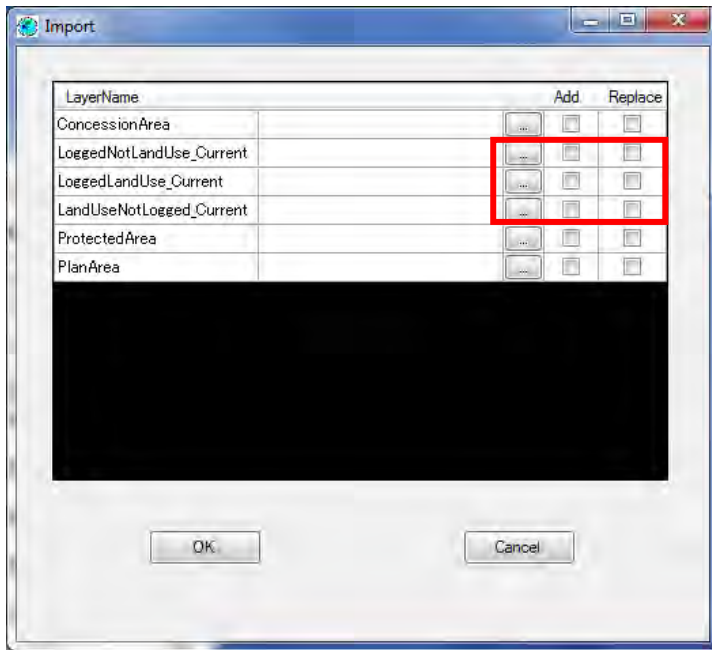 Import
LayerName Add Replace
ConcessionArea ...
LoggedNotLandUse_Current ...
LoggedLandUse_Current ...
LandUseNotLogged_Current ...
ProtectedArea ...
PlanArea ...
OK Cancel